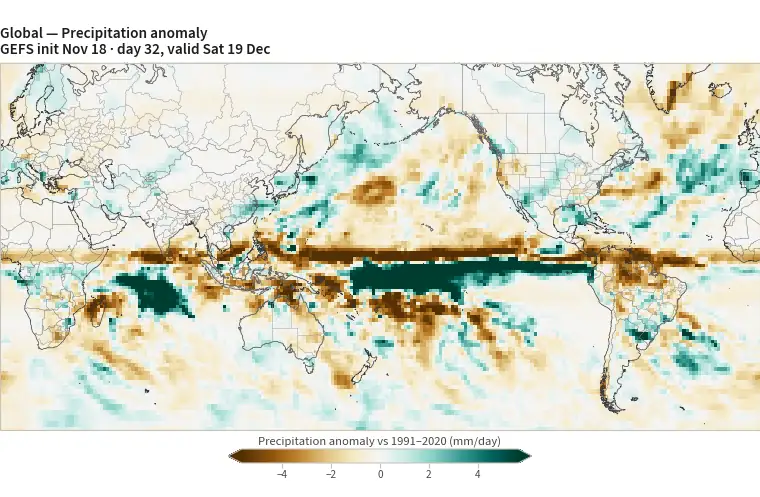 Global — Precipitation anomaly
GEFS init Nov 18 · day 32, valid Sat 19 Dec
Precipitation anomaly vs 1991–2020 (mm/day)
−4 −2 0 2 4